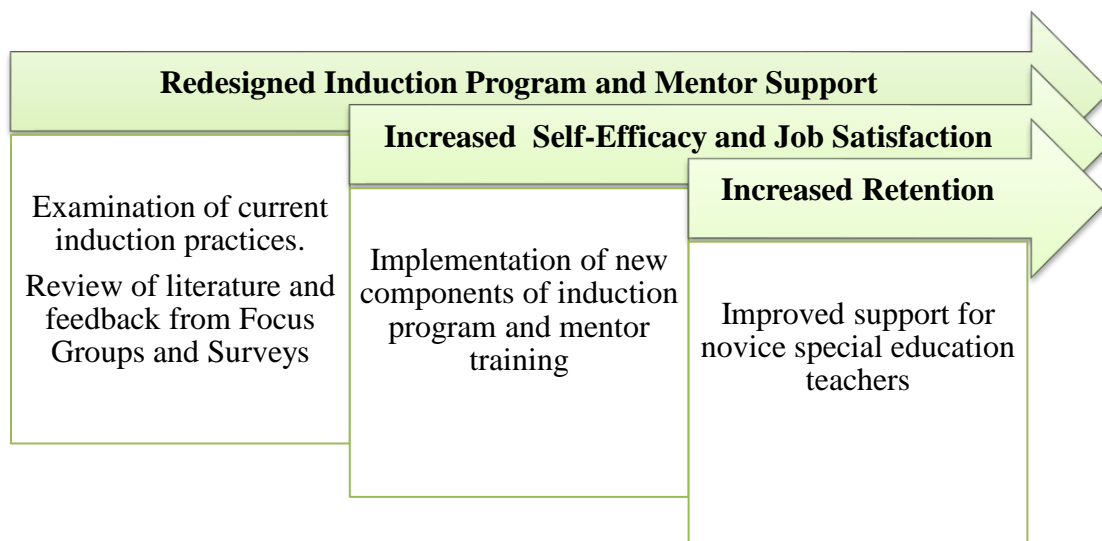 Redesigned Induction Program and Mentor Support
Increased Self-Efficacy and Job Satisfaction
Increased Retention
Examination of current
induction practices.
Review of literature and
feedback from Focus
Groups and Surveys
Implementation of new
components of induction
program and mentor
training
Improved support for
novice special education
teachers